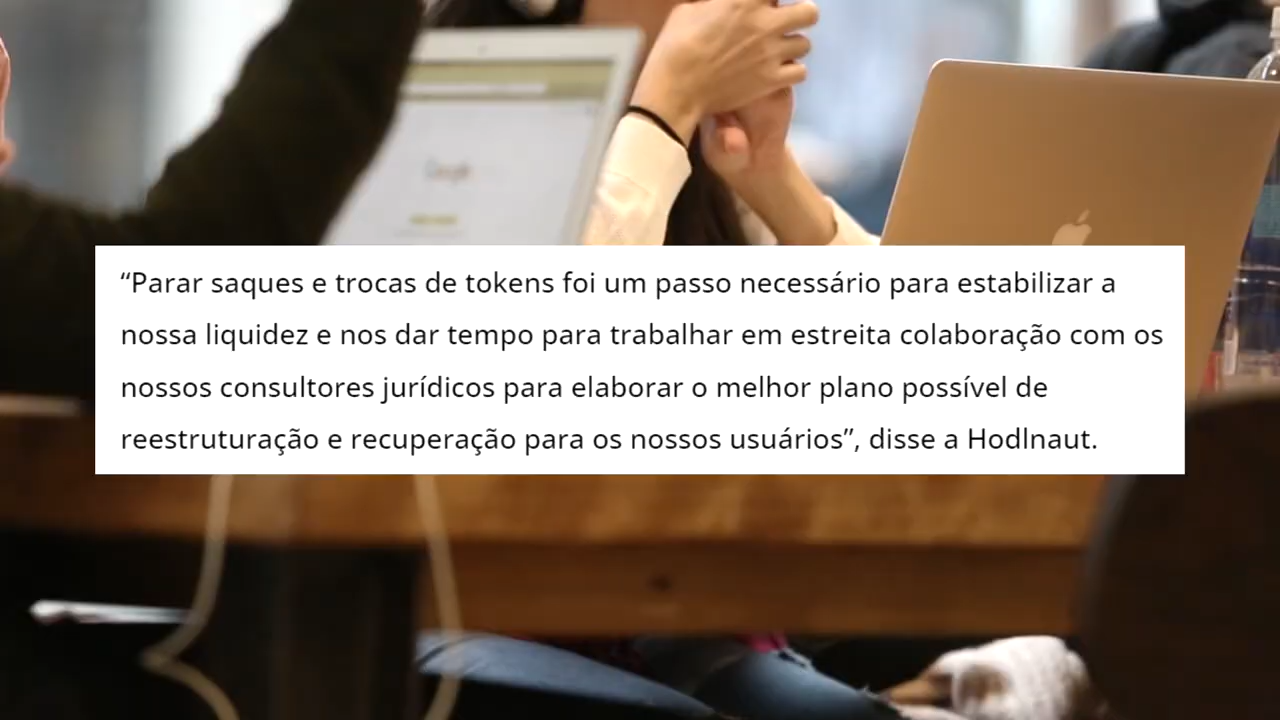 Google
“Parar saques e trocas de tokens foi um passo necessário para estabilizar a
nossa liquidez e nos dar tempo para trabalhar em estreita colaboração com os
nossos consultores jurídicos para elaborar o melhor plano possível de
reestruturação e recuperação para os nossos usuários”, disse a Hodlnaut.